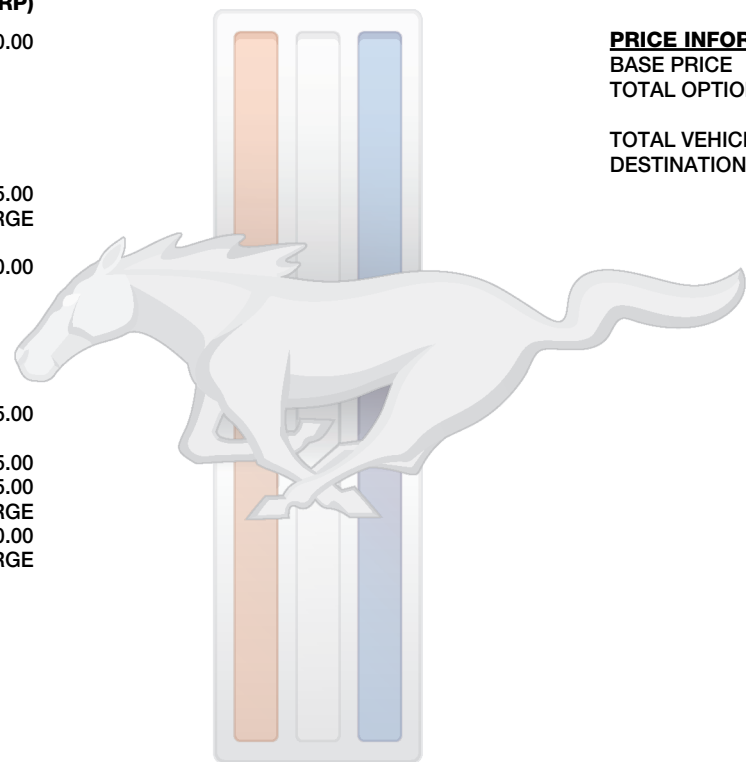 RP)
0.00
5.00
RGE
0.00
5.00
5.00
5.00
RGE
0.00
RGE
PRICE INFOR
BASE PRICE
TOTAL OPTIO
TOTAL VEHIC
DESTINATION